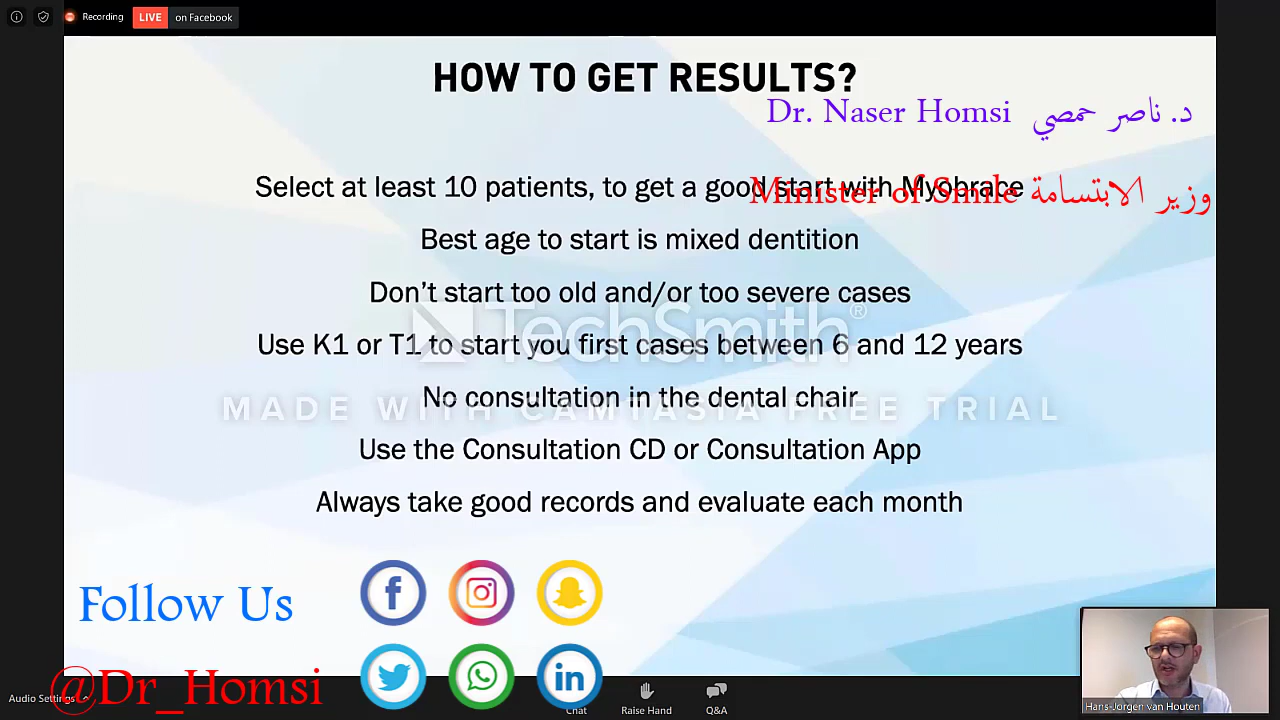 Recording
LIVE
on Facebook
HOW TO GET RESULTS?
Dr. Naser Homsi د. ناصر حمصي
Select at least 10 patients, to get a good start with Myobrace
Minister of Smile وزير الابتسامة
Best age to start is mixed dentition
Don't start too old and/or too severe cases
TechSmith®
Use K1 or T1 to start you first cases between 6 and 12 years
No consultation in the dental chair
MADE WITH CAMTASIA FREE TRIAL
Use the Consultation CD or Consultation App
Always take good records and evaluate each month
Follow Us
@Dr_Homsi
Audio Settings
Chat
Raise Hand
Q&A
Hans-Jorgen van Houten